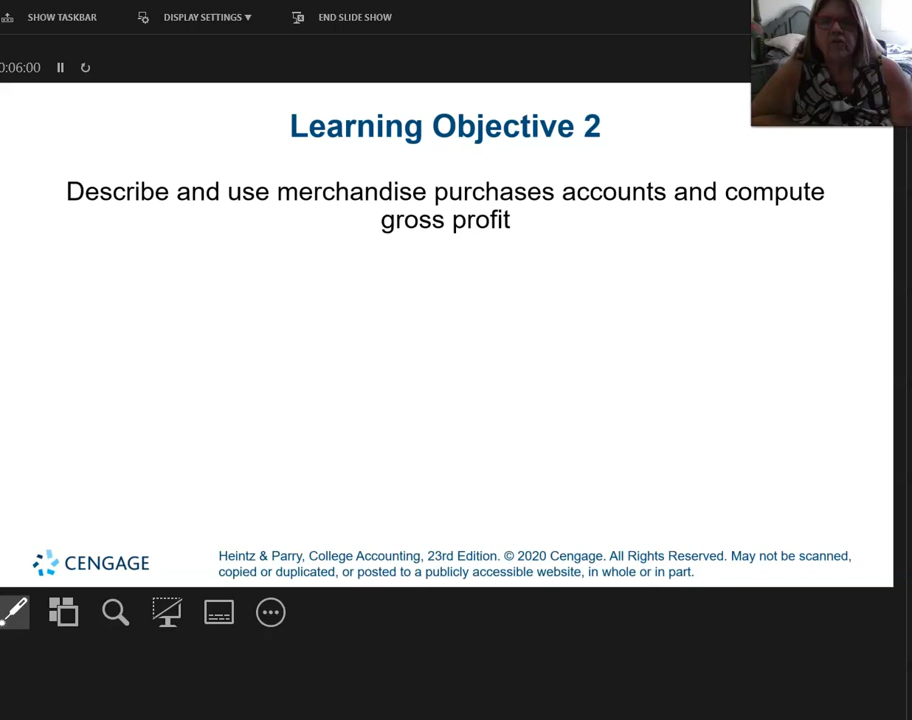 SHOW TASKBAR
DISPLAY SETTINGS ▼
END SLIDE SHOW
0:06:00
Learning Objective 2
Describe and use merchandise purchases accounts and compute
gross profit
CENGAGE
Heintz & Parry, College Accounting, 23rd Edition. © 2020 Cengage. All Rights Reserved. May not be scanned,
copied or duplicated, or posted to a publicly accessible website, in whole or in part.